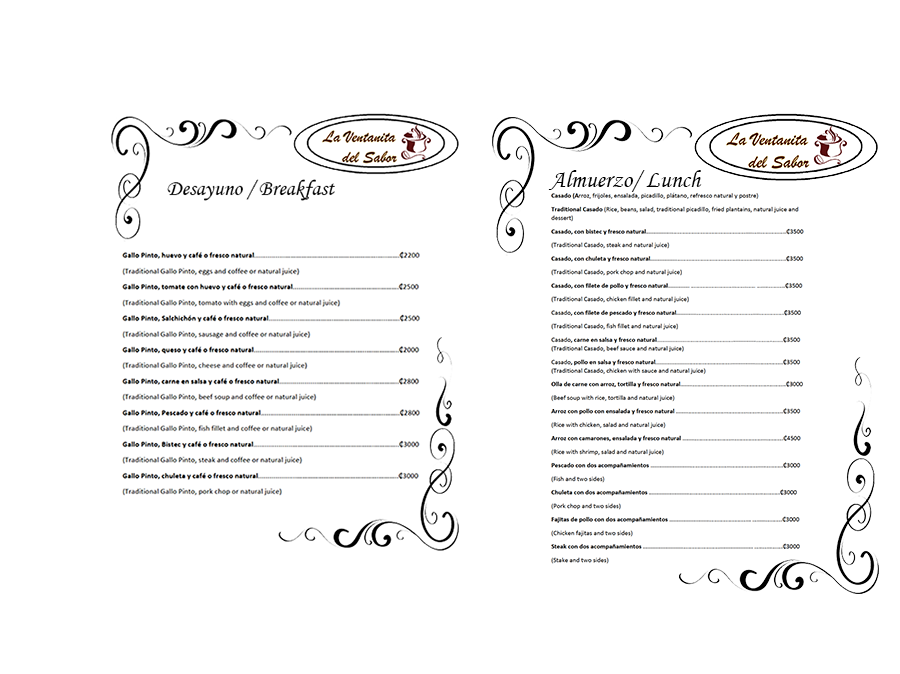 La Ventanita
del Sabor
Desayuno / Breakfast
Gallo Pinto, huevo y café o fresco natural..........₡2200
(Traditional Gallo Pinto, eggs and coffee or natural juice)
Gallo Pinto, tomate con huevo y café o fresco natural..........₡2500
(Traditional Gallo Pinto, tomato with eggs and coffee or natural juice)
Gallo Pinto, Salchichón y café o fresco natural..........₡2500
(Traditional Gallo Pinto, sausage and coffee or natural juice)
Gallo Pinto, queso y café o fresco natural..........₡2000
(Traditional Gallo Pinto, cheese and coffee or natural juice)
Gallo Pinto, carne en salsa y café o fresco natural..........₡2800
(Traditional Gallo Pinto, beef soup and coffee or natural juice)
Gallo Pinto, Pescado y café o fresco natural..........₡2800
(Traditional Gallo Pinto, fish fillet and coffee or natural juice)
Gallo Pinto, Bistec y café o fresco natural..........₡3000
(Traditional Gallo Pinto, steak and coffee or natural juice)
Gallo Pinto, chuleta y café o fresco natural..........₡3000
(Traditional Gallo Pinto, pork chop or natural juice)
La Ventanita
del Sabor
Almuerzo/ Lunch
Casado (Arroz, frijoles, ensalada, picadillo, plátano, refresco natural y postre)
Traditional Casado (Rice, beans, salad, traditional picadillo, fried plantains, natural juice and
dessert)
Casado, con bistec y fresco natural..........₡3500
(Traditional Casado, steak and natural juice)
Casado, con chuleta y fresco natural..........₡3500
(Traditional Casado, pork chop and natural juice)
Casado, con filete de pollo y fresco natural..........₡3500
(Traditional Casado, chicken fillet and natural juice)
Casado, con filete de pescado y fresco natural..........₡3500
(Traditional Casado, fish fillet and natural juice)
Casado, carne en salsa y fresco natural..........₡3500
(Traditional Casado, beef sauce and natural juice)
Casado, pollo en salsa y fresco natural..........₡3500
(Traditional Casado, chicken with sauce and natural juice)
Olla de carne con arroz, tortilla y fresco natural..........₡3000
(Beef soup with rice, tortilla and natural juice)
Arroz con pollo con ensalada y fresco natural ..........₡3500
(Rice with chicken, salad and natural juice)
Arroz con camarones, ensalada y fresco natural ..........₡4500
(Rice with shrimp, salad and natural juice)
Pescado con dos acompañamientos ..........₡3000
(Fish and two sides)
Chuleta con dos acompañamientos ..........₡3000
(Pork chop and two sides)
Fajitas de pollo con dos acompañamientos ..........₡3000
(Chicken fajitas and two sides)
Steak con dos acompañamientos ..........₡3000
(Stake and two sides)